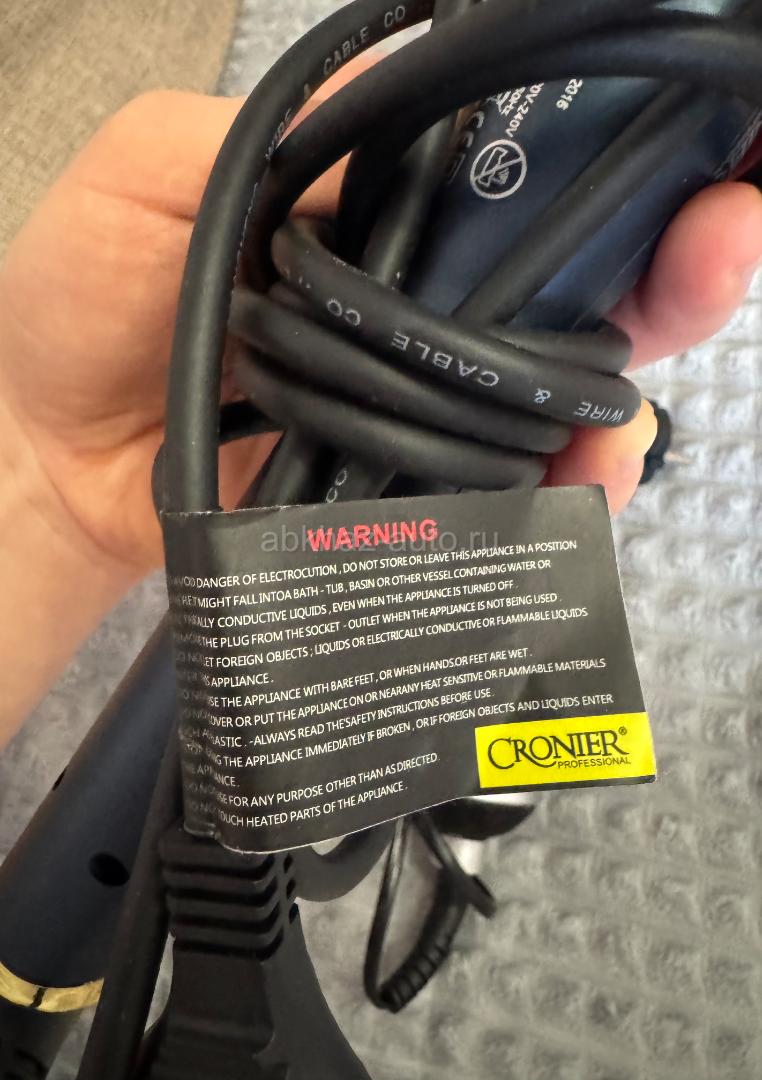 WIRE & CABLE CO
2016
240V
WIRE & CABLE CO
CO
WARNING
abkhaz-auto.ru
DANGER OF ELECTROCUTION , DO NOT STORE OR LEAVE THIS APPLIANCE IN A POSITION
MIGHT FALL INTOA BATH - TUB , BASIN OR OTHER VESSEL CONTAINING WATER OR
CONDUCTIVE LIQUIDS , EVEN WHEN THE APPLIANCE IS TURNED OFF .
THE PLUG FROM THE SOCKET - OUTLET WHEN THE APPLIANCE IS NOT BEING USED .
FOREIGN OBJECTS ; LIQUIDS OR ELECTRICALLY CONDUCTIVE OR FLAMMABLE LIQUIDS
APPLIANCE .
THE APPLIANCE WITH BARE FEET , OR WHEN HANDS.OR FEET ARE WET .
OR PUT THE APPLIANCE ON OR NEARANY HEAT SENSITIVE OR FLAMMABLE MATERIALS
. -ALWAYS READ THE SAFETY INSTRUCTIONS BEFORE USE .
THE APPLIANCE IMMEDIATELY IF BROKEN , OR IF FOREIGN OBJECTS AND LIQUIDS ENTER
FOR ANY PURPOSE OTHER THAN AS DIRECTED .
TOUCH HEATED PARTS OF THE APPLIANCE .
CRONIER®
PROFESSIONAL